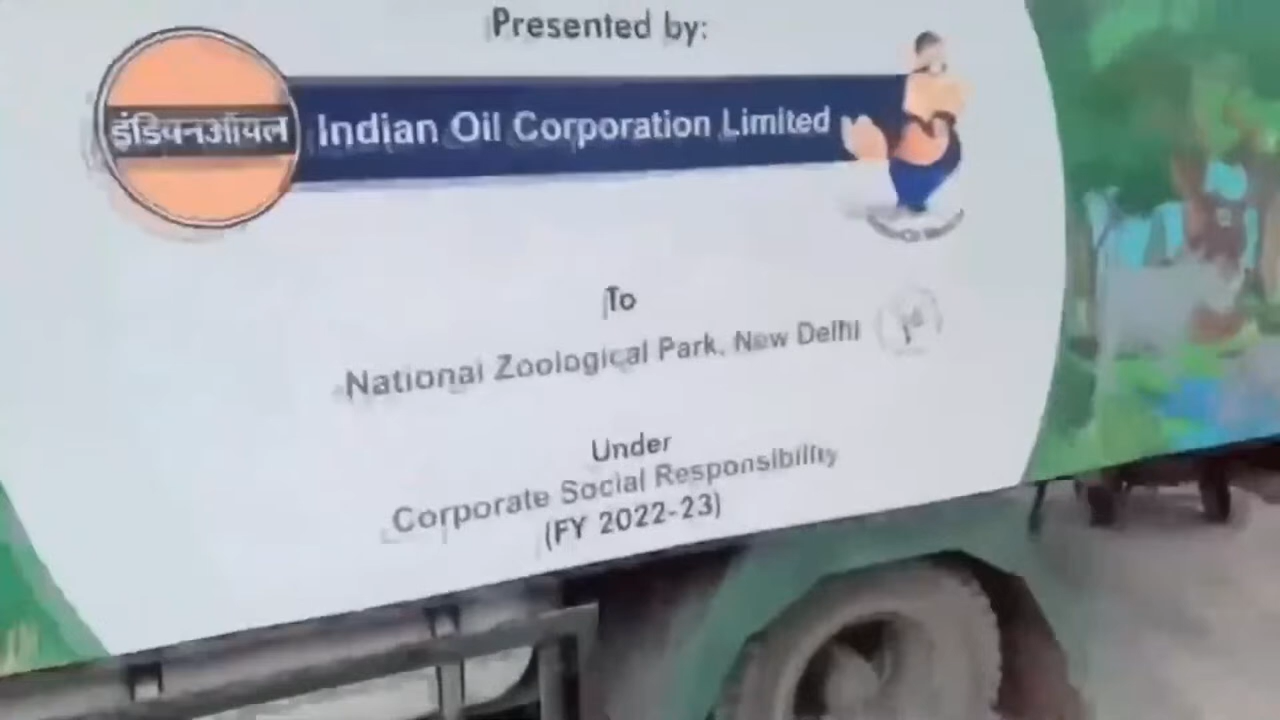 Presented by:
इंडियनऑयल
Indian Oil Corporation Limited
To
National Zoological Park, New Delhi
Under
Corporate Social Responsibility
(FY 2022-23)